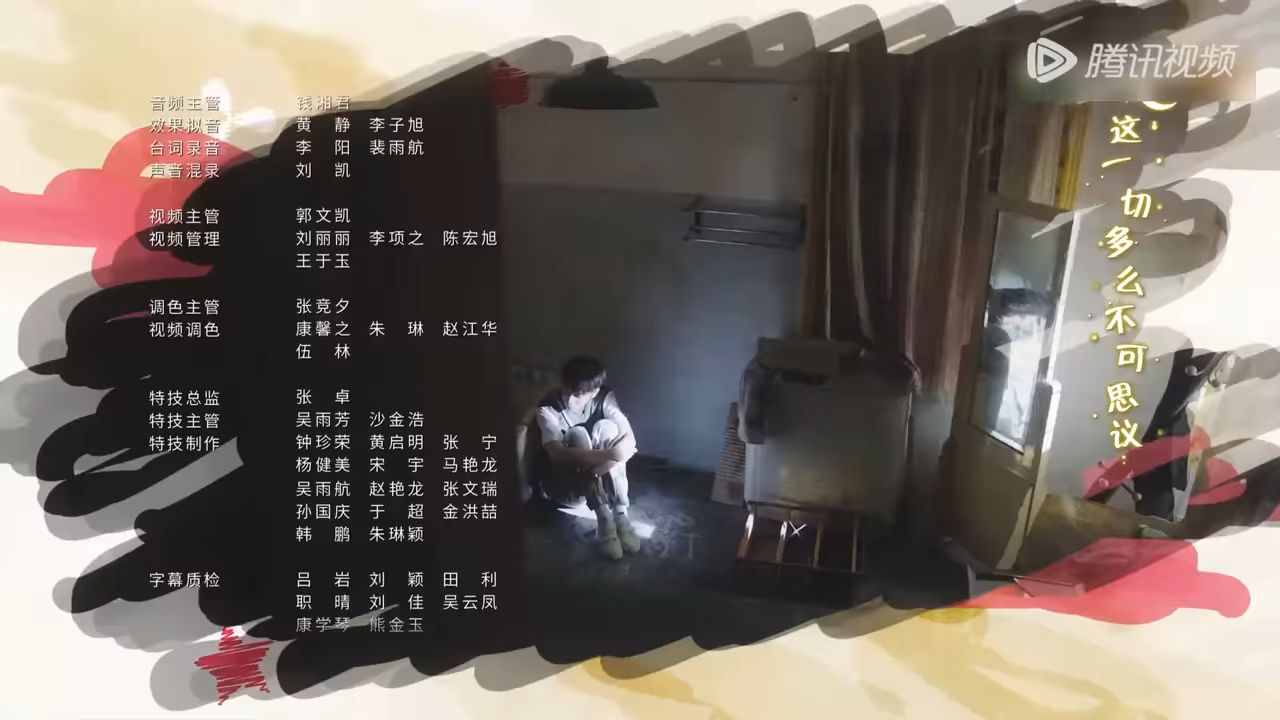 腾讯视频
音频主管 钱湘君
效果拟音 黄 静 李子旭
台词录音 李 阳 裴雨航
声音混录 刘 凯
视频主管 郭文凯
视频管理 刘丽丽 李项之 陈宏旭
王于玉
调色主管 张竞夕
视频调色 康馨之 朱 琳 赵江华
伍 林
特技总监 张 卓
特技主管 吴雨芳 沙金浩
特技制作 钟珍荣 黄启明 张 宁
杨健美 宋 宇 马艳龙
吴雨航 赵艳龙 张文瑞
孙国庆 于 超 金洪喆
韩 鹏 朱琳颖
字幕质检 吕 岩 刘 颖 田 利
职 晴 刘 佳 吴云凤
康学琴 熊金玉
这一切多么不可思议